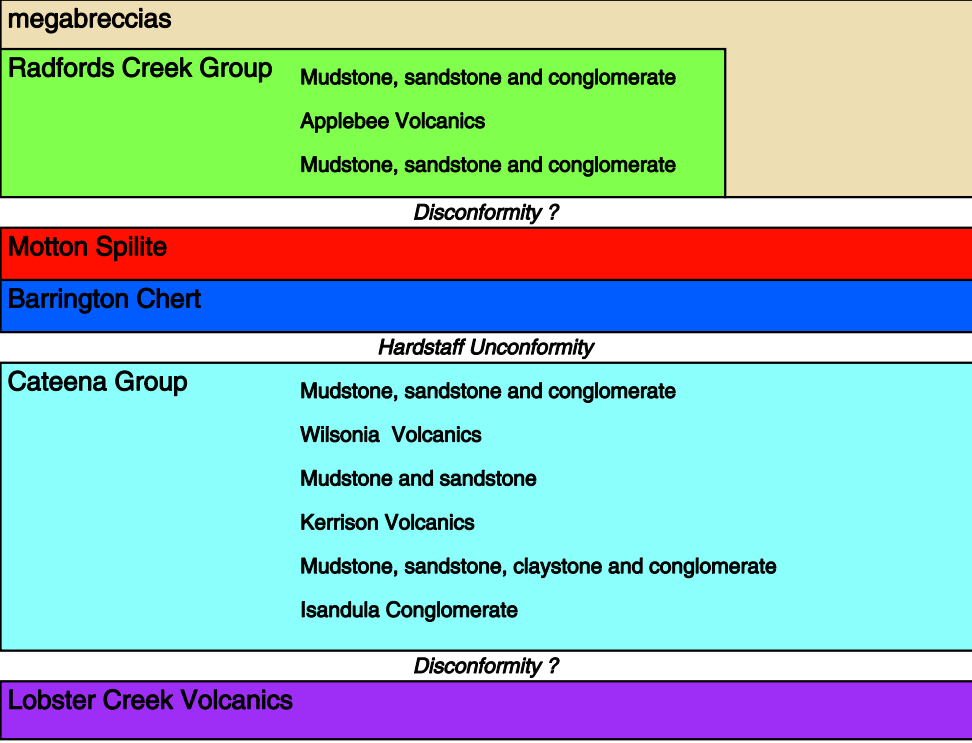 megabreccias
Radfords Creek Group
Mudstone, sandstone and conglomerate
Applebee Volcanics
Mudstone, sandstone and conglomerate
Disconformity ?
Motton Spilite
Barrington Chert
Hardstaff Unconformity
Cateena Group
Mudstone, sandstone and conglomerate
Wilsonia Volcanics
Mudstone and sandstone
Kerrison Volcanics
Mudstone, sandstone, claystone and conglomerate
Isandula Conglomerate
Disconformity ?
Lobster Creek Volcanics